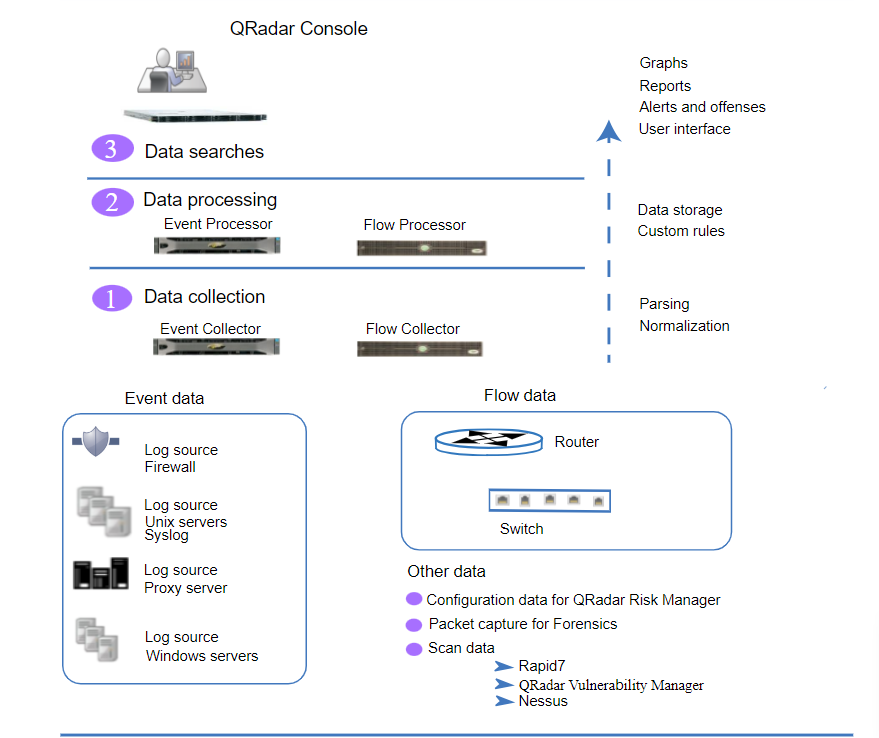 QRadar Console
Graphs
Reports
Alerts and offenses
User interface
3 Data searches
2 Data processing
Event Processor
Flow Processor
Data storage
Custom rules
1 Data collection
Event Collector
Flow Collector
Parsing
Normalization
Event data
Log source
Firewall
Log source
Unix servers
Syslog
Log source
Proxy server
Log source
Windows servers
Flow data
Router
Switch
Other data
Configuration data for QRadar Risk Manager
Packet capture for Forensics
Scan data
Rapid7
QRadar Vulnerability Manager
Nessus